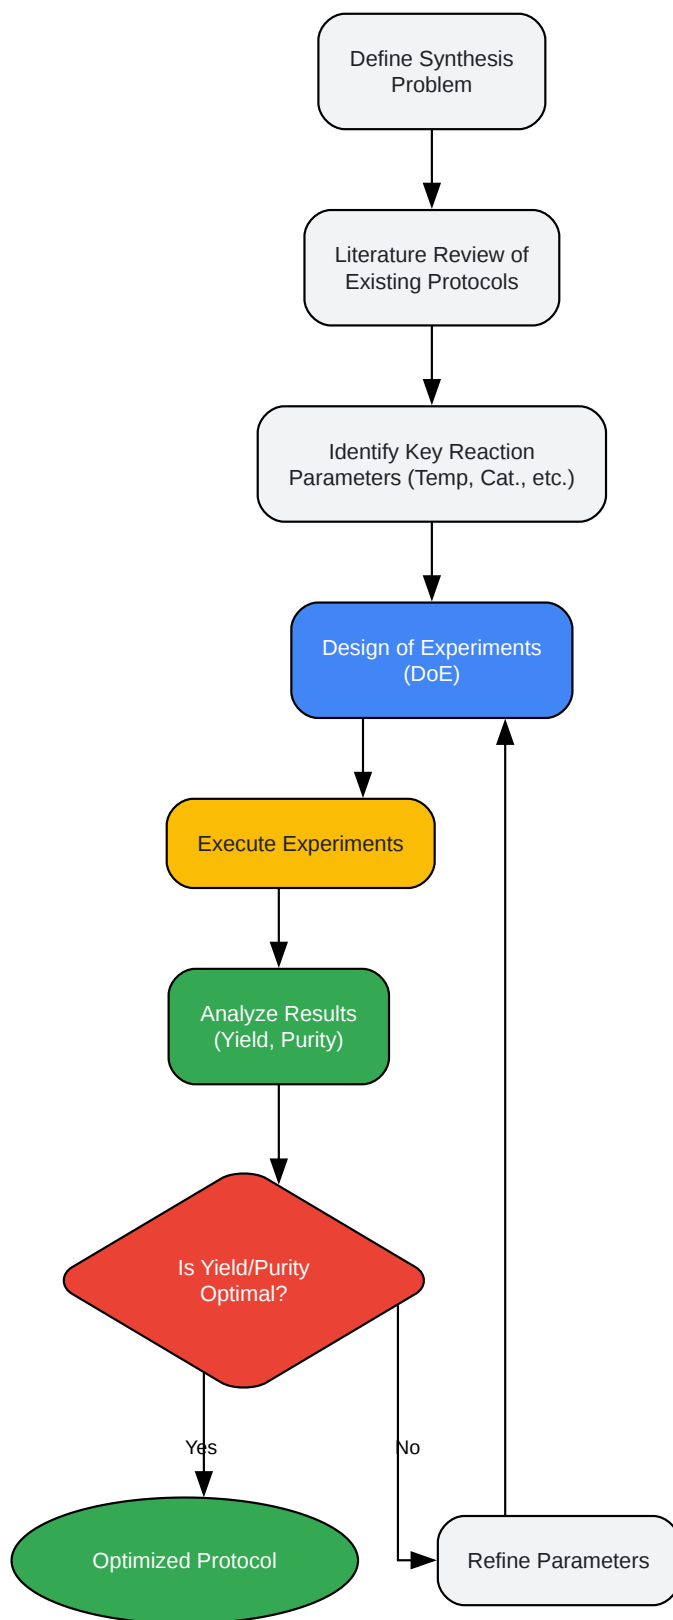 Define Synthesis
Problem
Literature Review of
Existing Protocols
Identify Key Reaction
Parameters (Temp, Cat., etc.)
Design of Experiments
(DoE)
Execute Experiments
Analyze Results
(Yield, Purity)
Is Yield/Purity
Optimal?
Yes
No
Optimized Protocol
Refine Parameters